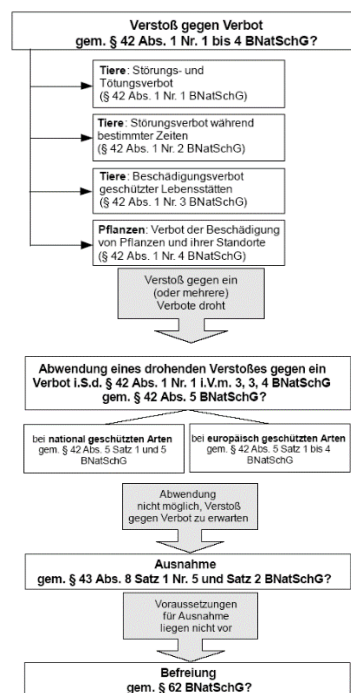 Verstoß gegen Verbot
gem. § 42 Abs. 1 Nr. 1 bis 4 BNatSchG?
Tiere: Störungs- und
Tötungsverbot
(§ 42 Abs. 1 Nr. 1 BNatSchG)
Tiere: Störungsverbot während
bestimmter Zeiten
(§ 42 Abs. 1 Nr. 2 BNatSchG)
Tiere: Beschädigungsverbot
geschützter Lebensstätten
(§ 42 Abs. 1 Nr. 3 BNatSchG)
Pflanzen: Verbot der Beschädigung
von Pflanzen und ihrer Standorte
(§ 42 Abs. 1 Nr. 4 BNatSchG)
Verstoß gegen ein
(oder mehrere)
Verbote droht
Abwendung eines drohenden Verstoßes gegen ein
Verbot i.S.d. § 42 Abs. 1 Nr. 1 i.V.m. 3, 3, 4 BNatSchG
gem. § 42 Abs. 5 BNatSchG?
bei national geschützten Arten
gem. § 42 Abs. 5 Satz 1 und 5
BNatSchG
bei europäisch geschützten Arten
gem. § 42 Abs. 5 Satz 1 bis 4
BNatSchG
Abwendung
nicht möglich, Verstoß
gegen Verbot zu erwarten
Ausnahme
gem. § 43 Abs. 8 Satz 1 Nr. 5 und Satz 2 BNatSchG?
Voraussetzungen
für Ausnahme
liegen nicht vor
Befreiung
gem. § 62 BNatSchG?